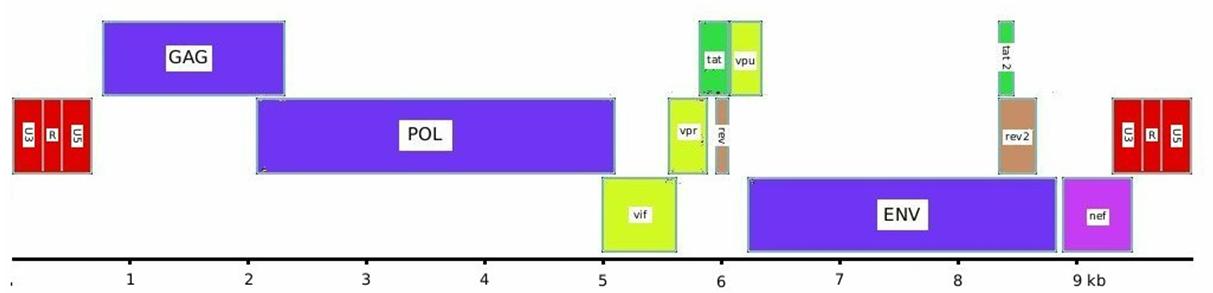 GAG
tat
vpu
tat 2
U3
R
U5
POL
vpr
rev
rev2
U3
R
U5
vif
ENV
nef
1 2 3 4 5 6 7 8 9 kb